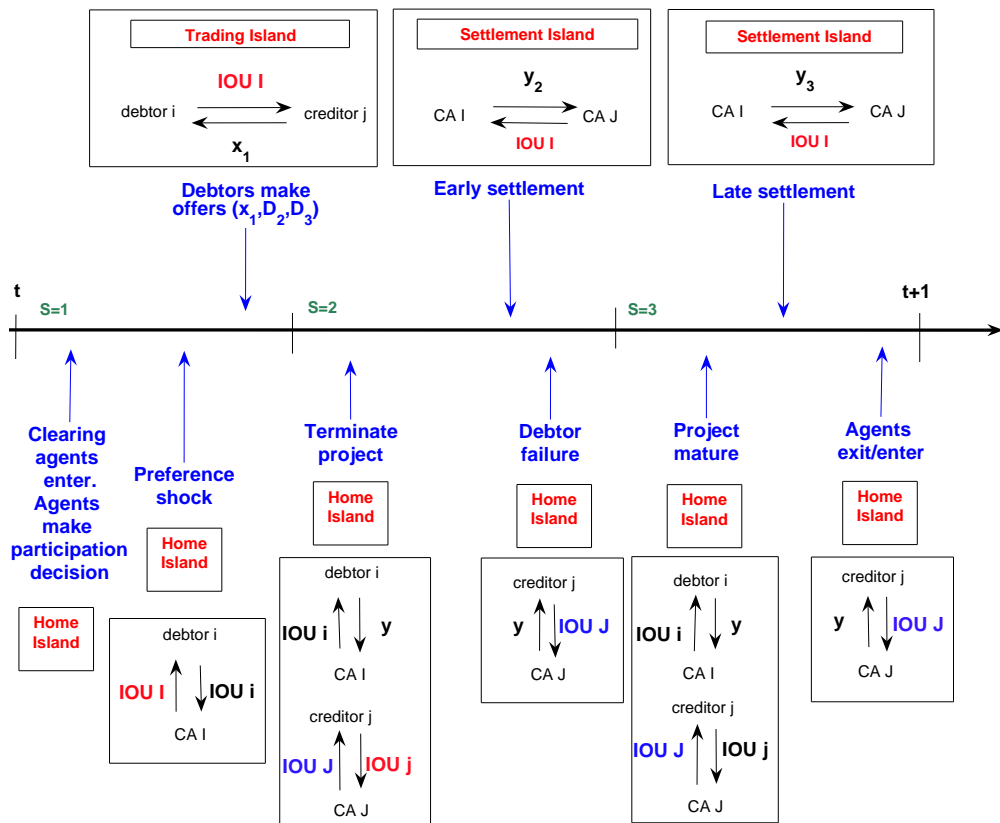 Trading Island
IOU I
debtor i
creditor j
x1
Settlement Island
y2
CA I
CA J
IOU I
Settlement Island
y3
CA I
CA J
IOU I
Debtors make
offers (x1,D2,D3)
Early settlement
Late settlement
t
S=1
S=2
S=3
t+1
Clearing
agents
enter.
Agents
make
participation
decision
Home
Island
Preference
shock
Home
Island
debtor i
IOU I
IOU i
CA I
Terminate
project
Home
Island
debtor i
IOU i
y
CA I
creditor j
IOU J
IOU j
CA J
Debtor
failure
Home
Island
creditor j
y
IOU J
CA J
Project
mature
Home
Island
debtor i
IOU i
y
CA I
creditor j
IOU J
IOU j
CA J
Agents
exit/enter
Home
Island
creditor j
y
IOU J
CA J